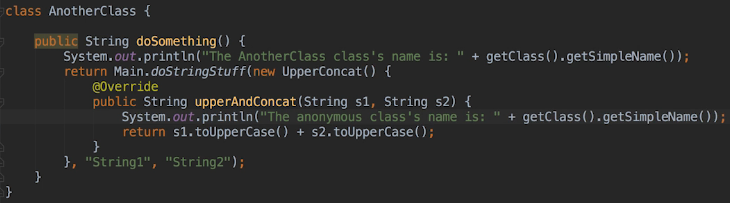 class AnotherClass {
public String doSomething() {
System.out.println("The AnotherClass class's name is: " + getClass().getSimpleName());
return Main.doStringStuff(new UpperConcat() {
@Override
public String upperAndConcat(String s1, String s2) {
System.out.println("The anonymous class's name is: " + getClass().getSimpleName());
return s1.toUpperCase() + s2.toUpperCase();
}
}, "String1", "String2");
}
}